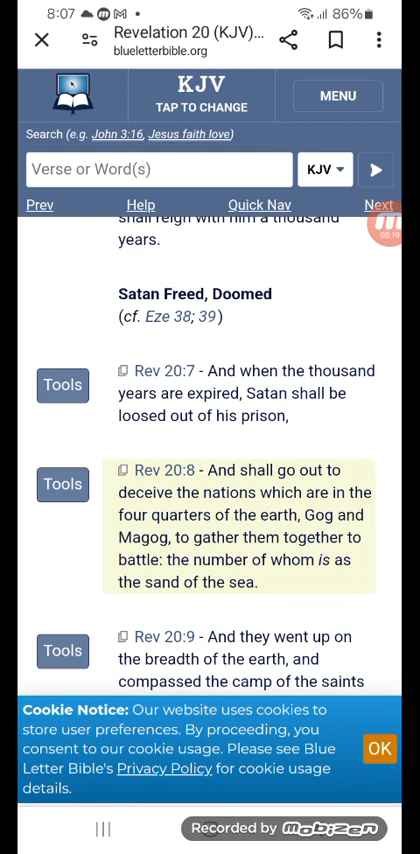 8:07 86%
Revelation 20 (KJV)...
blueletterbible.org
KJV
TAP TO CHANGE
MENU
Search (e.g. John 3:16, Jesus faith love)
Verse or Word(s)
KJV
Prev Help Quick Nav Next
shall reign with him a thousand
years.
05:19
Satan Freed, Doomed
(cf. Eze 38; 39)
Tools
Rev 20:7 - And when the thousand
years are expired, Satan shall be
loosed out of his prison,
Tools
Rev 20:8 - And shall go out to
deceive the nations which are in the
four quarters of the earth, Gog and
Magog, to gather them together to
battle: the number of whom is as
the sand of the sea.
Tools
Rev 20:9 - And they went up on
the breadth of the earth, and
compassed the camp of the saints
Cookie Notice: Our website uses cookies to
store user preferences. By proceeding, you
consent to our cookie usage. Please see Blue
Letter Bible's Privacy Policy for cookie usage
details.
OK
Recorded by mobizen